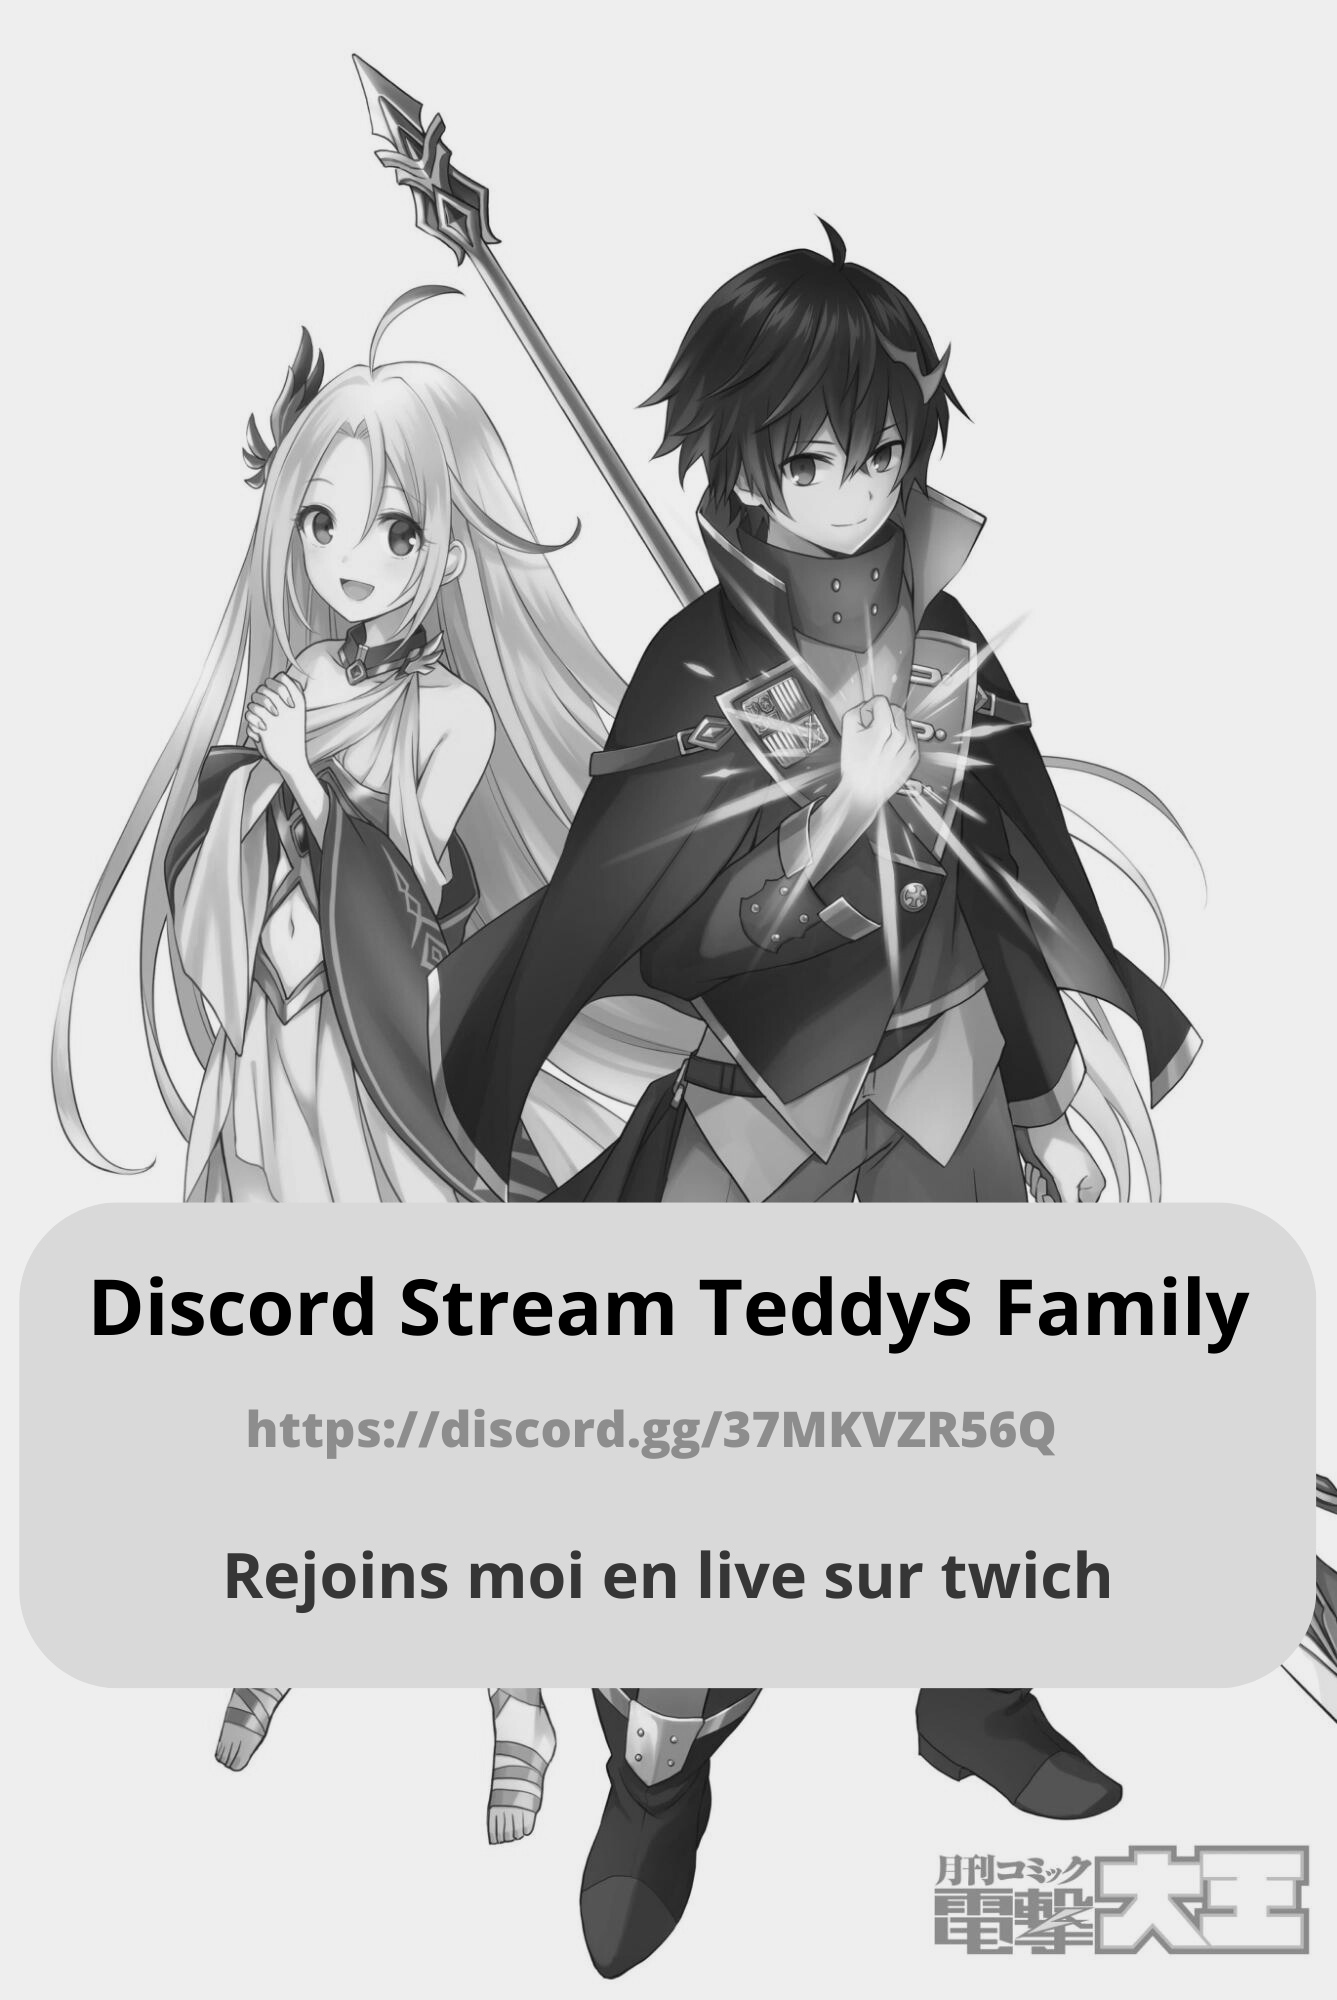 Discord Stream TeddyS Family
https://discord.gg/37MKVZR56Q
Rejoins moi en live sur twich
月刊コミック
電撃大王